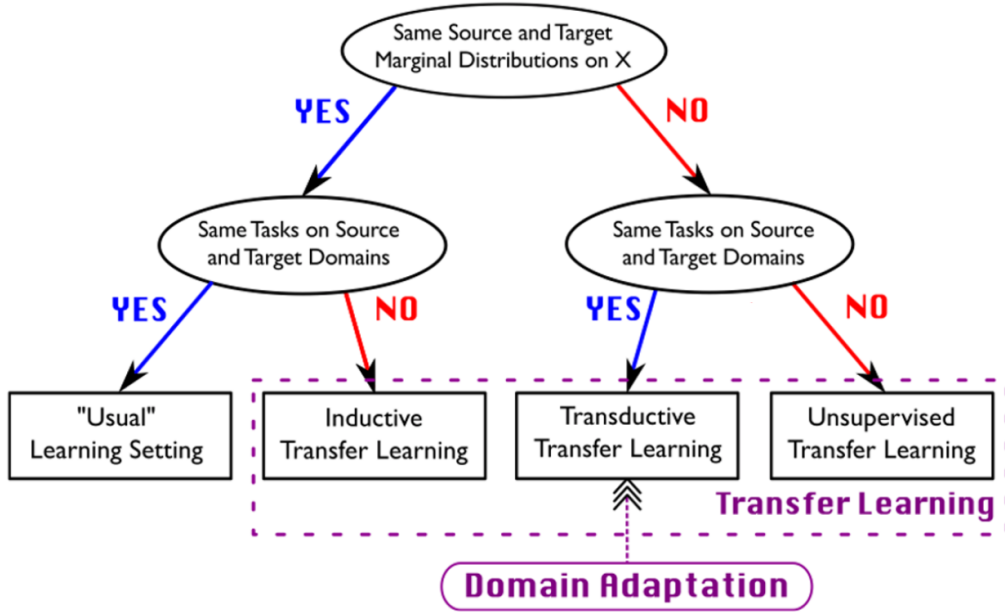 Same Source and Target
Marginal Distributions on X
YES
NO
Same Tasks on Source
and Target Domains
Same Tasks on Source
and Target Domains
YES
NO
YES
NO
"Usual"
Learning Setting
Inductive
Transfer Learning
Transductive
Transfer Learning
Unsupervised
Transfer Learning
Transfer Learning
Domain Adaptation